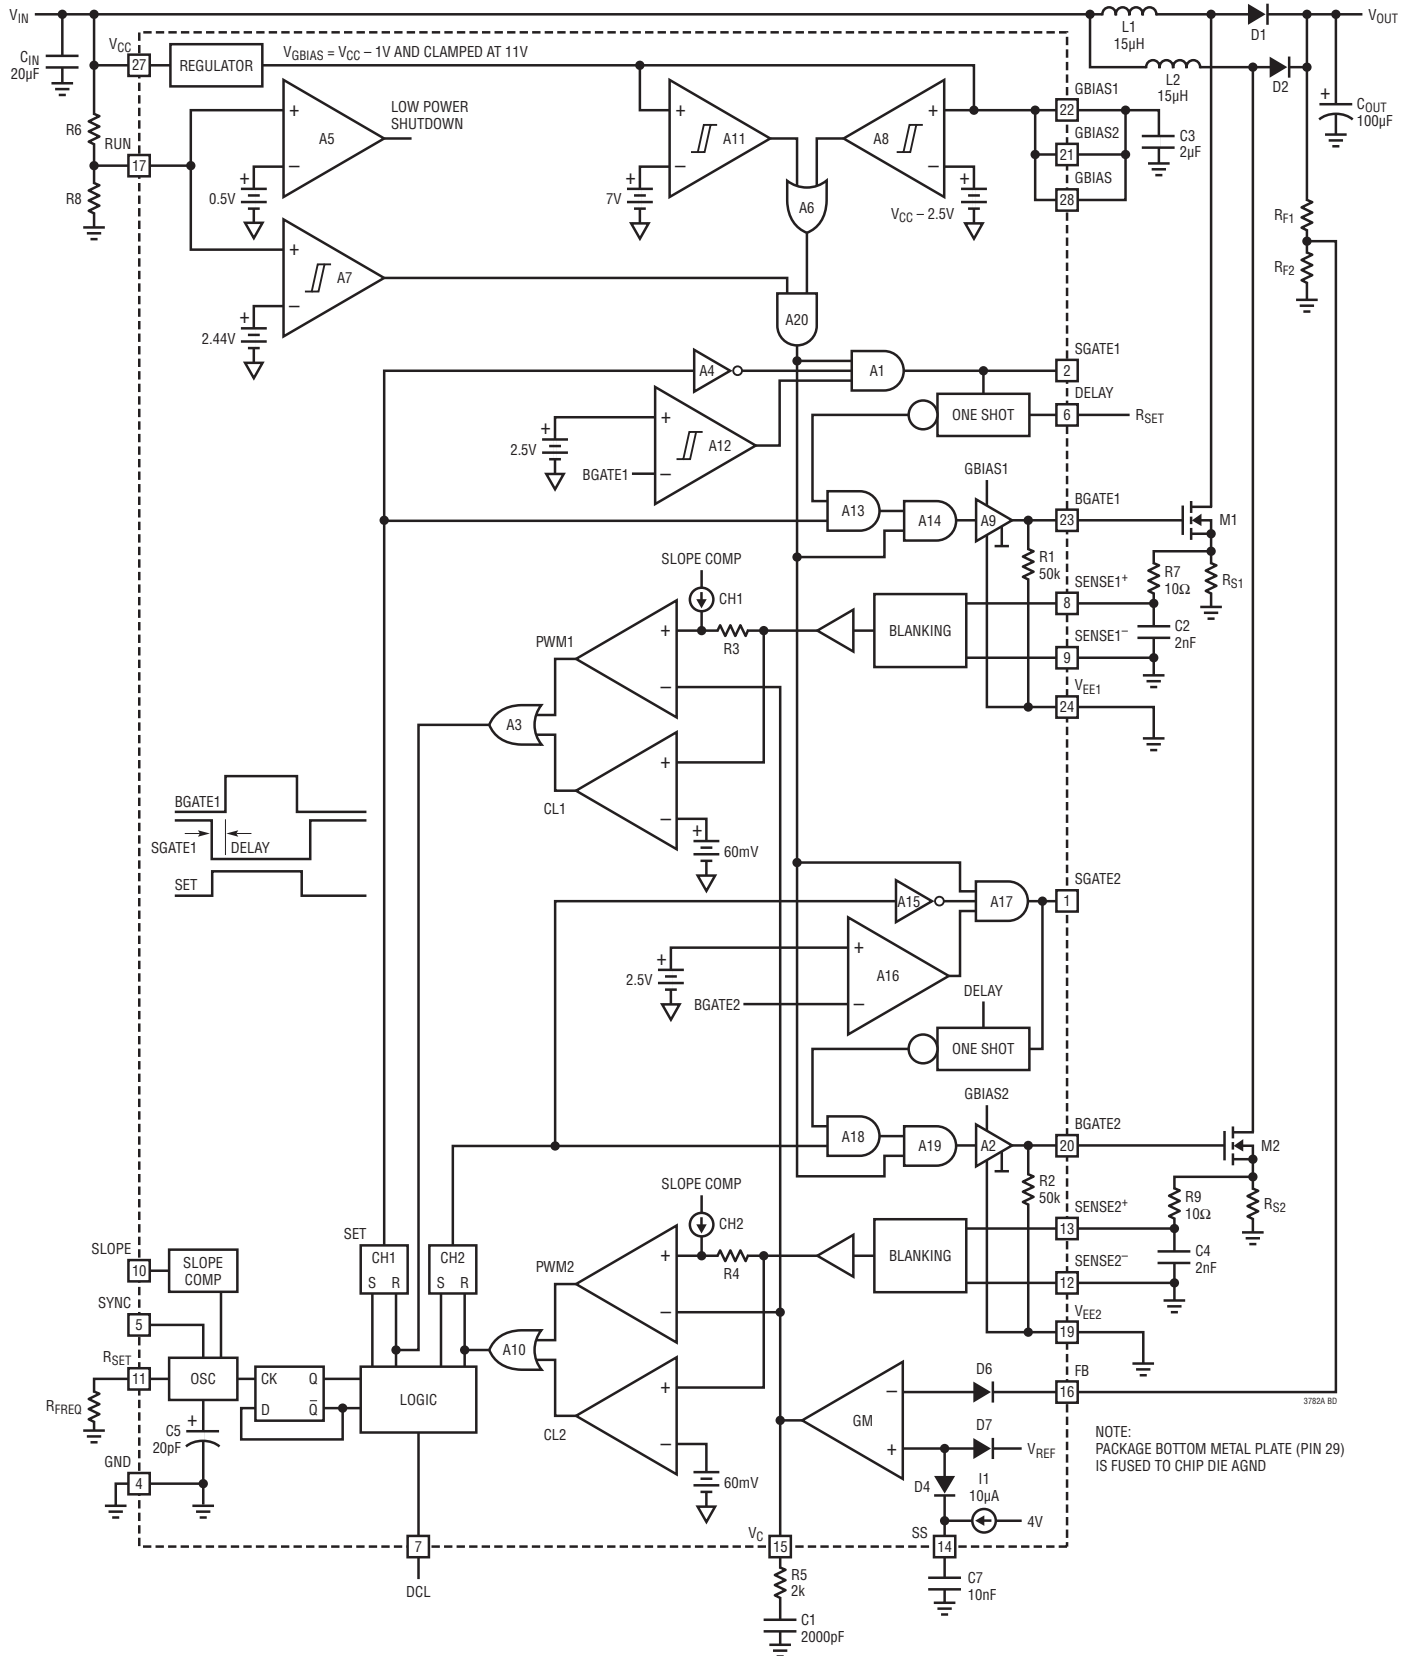 VIN
VOUT
L1
15µH
D1
VCC
CIN
20µF
27
REGULATOR
VGBIAS = VCC – 1V AND CLAMPED AT 11V
L2
15µH
D2
GBIAS1
22
+
COUT
100µF
LOW POWER
SHUTDOWN
+
A5
–
+
A11
–
+
A8
–
GBIAS2
21
C3
2µF
GBIAS
28
R6
RUN
17
R8
+
0.5V
+
7V
A6
+
VCC – 2.5V
RF1
RF2
+
A7
–
+
2.44V
A20
SGATE1
2
A4
A1
DELAY
6
RSET
ONE SHOT
+
A12
–
+
2.5V
BGATE1
GBIAS1
BGATE1
23
A13
A14
A9
M1
R1
50k
SLOPE COMP
CH1
R7
10Ω
RS1
SENSE1+
8
PWM1
+
–
R3
BLANKING
C2
2nF
SENSE1–
9
VEE1
24
A3
+
CL1
–
+
60mV
BGATE1
SGATE1
DELAY
SET
SGATE2
1
A15
A17
+
A16
–
+
2.5V
BGATE2
DELAY
ONE SHOT
GBIAS2
BGATE2
20
A18
A19
A2
M2
R2
50k
SLOPE COMP
CH2
R9
10Ω
RS2
SENSE2+
13
SET
CH1
S R
CH2
S R
PWM2
+
–
R4
BLANKING
C4
2nF
SENSE2–
12
SLOPE
10
SLOPE
COMP
SYNC
5
VEE2
19
A10
RSET
11
OSC
CK Q
D Q
LOGIC
RFREQ
+
C5
20pF
+
CL2
–
60mV
–
GM
+
D6
FB
16
3782A BD
D7
VREF
NOTE:
PACKAGE BOTTOM METAL PLATE (PIN 29)
IS FUSED TO CHIP DIE AGND
D4
I1
10µA
4V
GND
4
7
DCL
VC
15
SS
14
R5
2k
C7
10nF
C1
2000pF